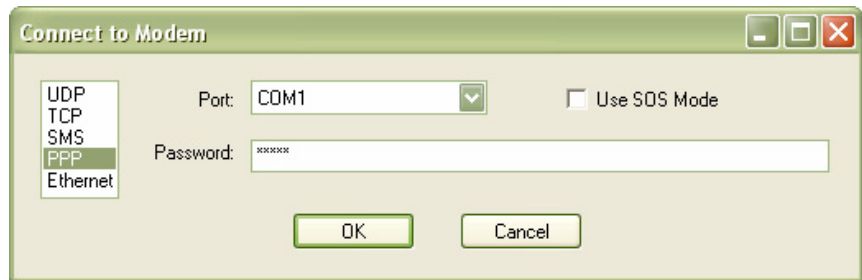 Connect to Modem
UDP
TCP
SMS
PPP
Ethernet
Port: COM1
Use SOS Mode
Password: *****
OK
Cancel